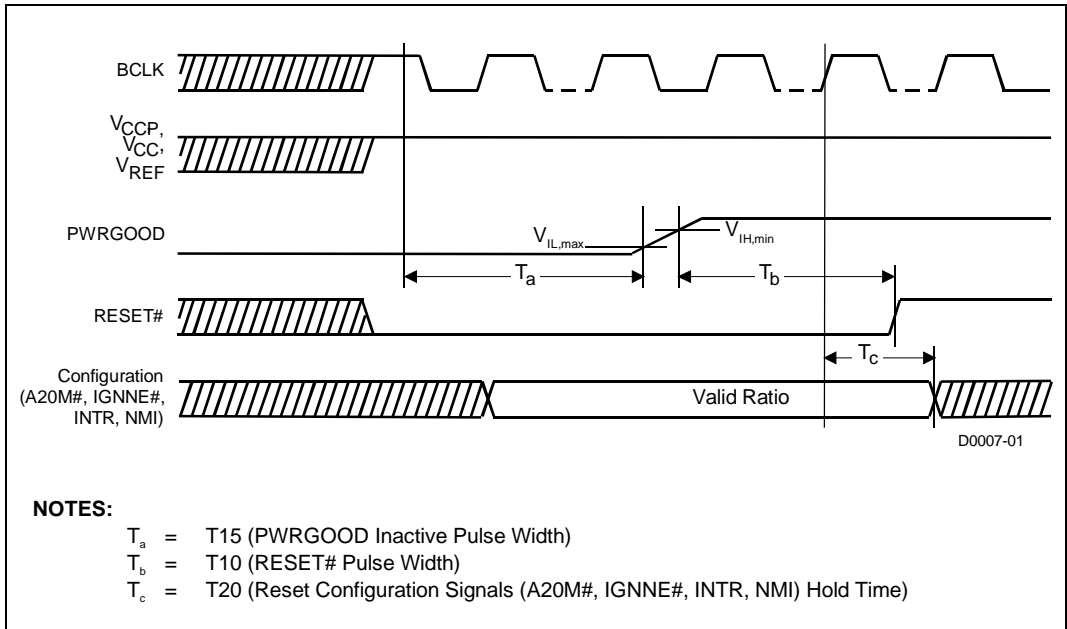 BCLK
VCCP,
VCC,
VREF
PWRGOOD
VIL,max
VIH,min
Ta
Tb
RESET#
Tc
Configuration
(A20M#, IGNNE#,
INTR, NMI)
Valid Ratio
D0007-01
NOTES:
Ta = T15 (PWRGOOD Inactive Pulse Width)
Tb = T10 (RESET# Pulse Width)
Tc = T20 (Reset Configuration Signals (A20M#, IGNNE#, INTR, NMI) Hold Time)